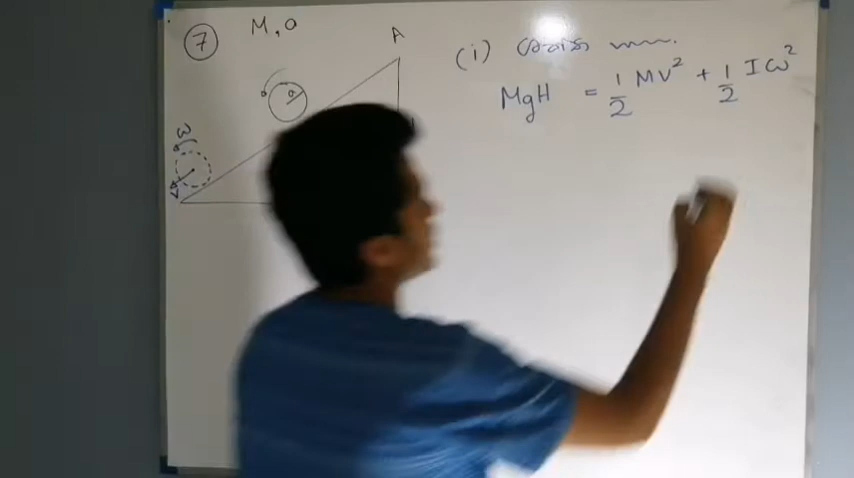 7 M, a
A
a
ω
V
(i)
MgH = 1/2 MV² + 1/2 Iω²